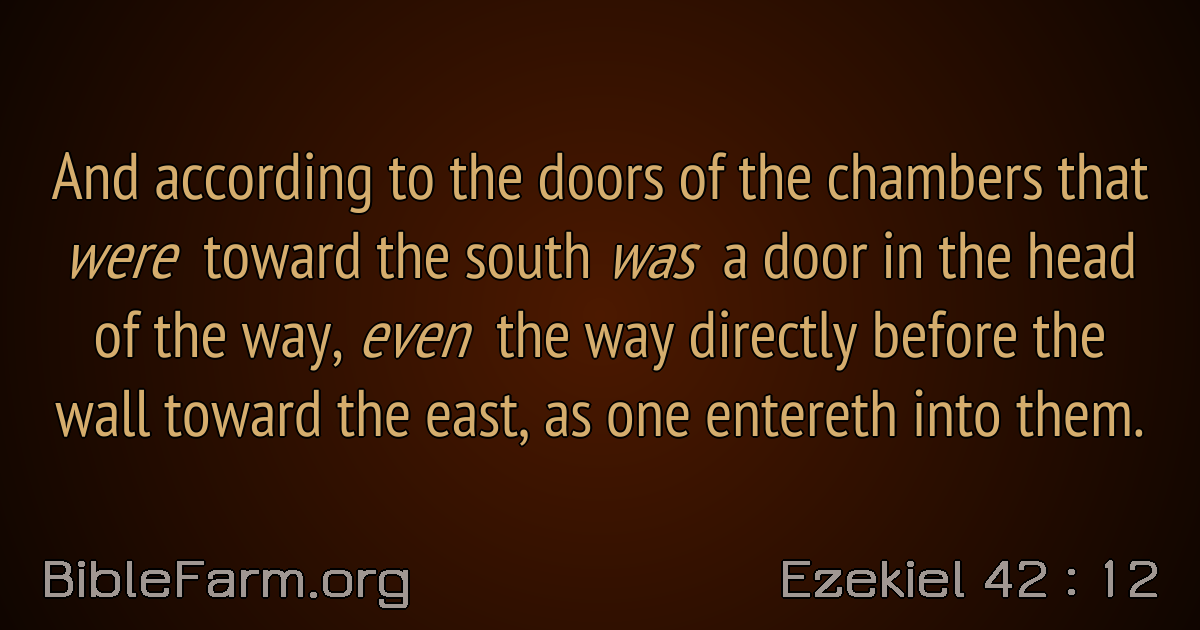 And according to the doors of the chambers that
were toward the south was a door in the head
of the way, even the way directly before the
wall toward the east, as one entereth into them.
BibleFarm.org
Ezekiel 42 : 12